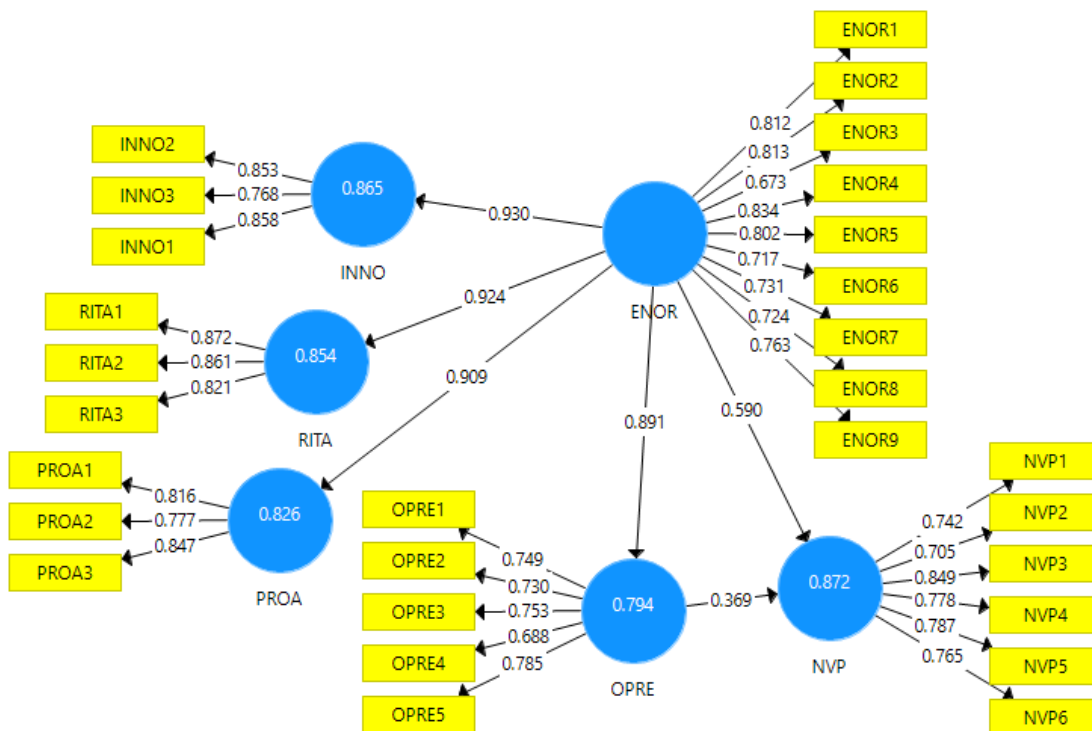 ENOR1
ENOR2
ENOR3
ENOR4
ENOR5
ENOR6
ENOR7
ENOR8
ENOR9
0.812
0.813
0.673
0.834
0.802
0.717
0.731
0.724
0.763
ENOR
INNO2
INNO3
INNO1
0.853
0.768
0.858
0.865
INNO
0.930
RITA1
RITA2
RITA3
0.872
0.861
0.821
0.854
RITA
0.924
PROA1
PROA2
PROA3
0.816
0.777
0.847
0.826
PROA
0.909
0.891
0.590
OPRE1
OPRE2
OPRE3
OPRE4
OPRE5
0.749
0.730
0.753
0.688
0.785
0.794
OPRE
0.369
0.872
NVP
0.742
0.705
0.849
0.778
0.787
0.765
NVP1
NVP2
NVP3
NVP4
NVP5
NVP6